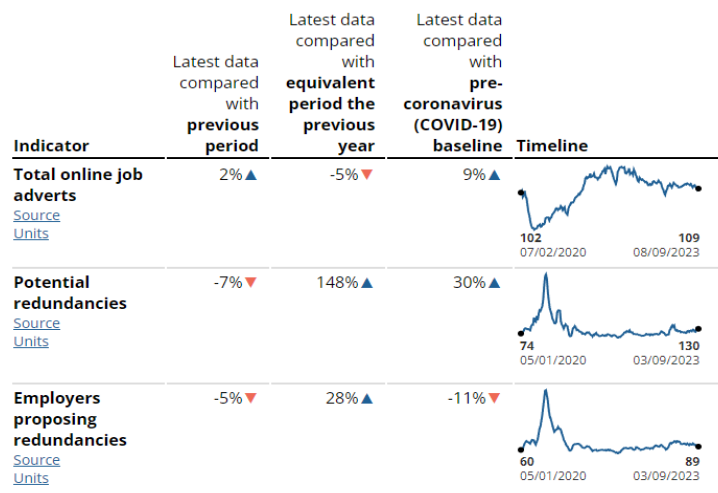 Indicator
Latest data
compared
with
previous
period
Latest data
compared
with
equivalent
period the
previous
year
Latest data
compared
with
pre-
coronavirus
(COVID-19)
baseline
Timeline
Total online job
adverts
Source
Units
2%▲
-5%▼
9%▲
102
109
07/02/2020
08/09/2023
Potential
redundancies
Source
Units
-7%▼
148%▲
30%▲
74
130
05/01/2020
03/09/2023
Employers
proposing
redundancies
Source
Units
-5%▼
28%▲
-11%▼
60
89
05/01/2020
03/09/2023